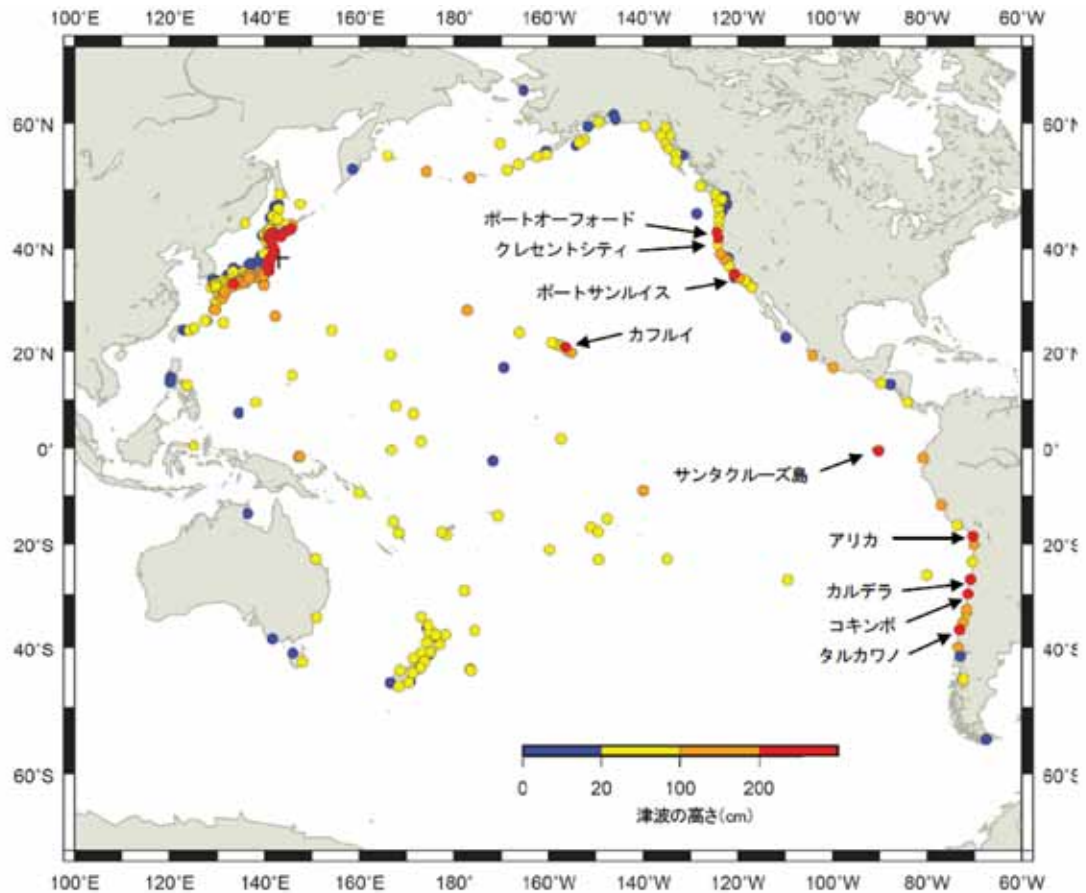 100°E 120°E 140°E 160°E 180° 160°W 140°W 120°W 100°W 80°W 60°W
60°N 60°N
ポートオーフォード
40°N 40°N
クレセントシティ
ポートサンルイス
カフルイ
20°N 20°N
0° 0°
サンタクルーズ島
アリカ
20°S 20°S
カルデラ
コキンボ
40°S 40°S
タルカワノ
0 20 100 200
60°S 60°S
津波の高さ(cm)
100°E 120°E 140°E 160°E 180° 160°W 140°W 120°W 100°W 80°W 60°W